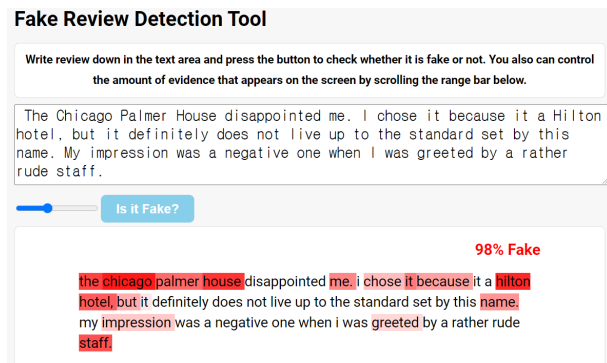 Fake Review Detection Tool
Write review down in the text area and press the button to check whether it is fake or not. You also can control
the amount of evidence that appears on the screen by scrolling the range bar below.
The Chicago Palmer House disappointed me. I chose it because it a Hilton
hotel, but it definitely does not live up to the standard set by this
name. My impression was a negative one when I was greeted by a rather
rude staff.
Is it Fake?
98% Fake
the chicago palmer house disappointed me. i chose it because it a hilton
hotel, but it definitely does not live up to the standard set by this name.
my impression was a negative one when i was greeted by a rather rude
staff.